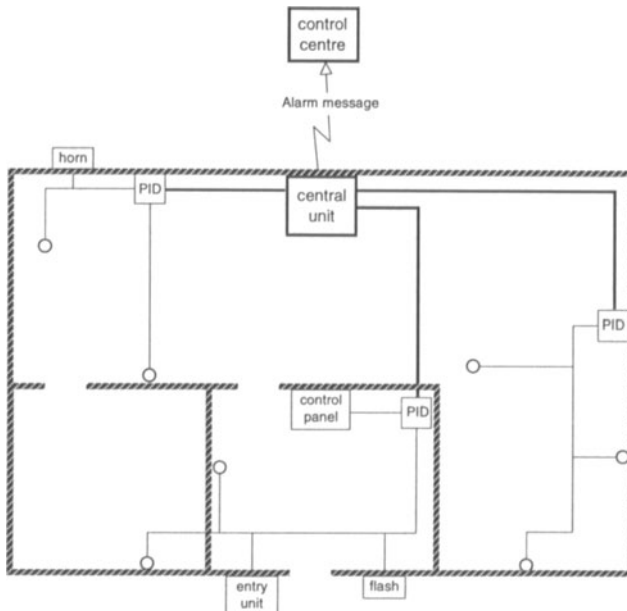 control
centre
Alarm message
horn
PID
central
unit
PID
control
panel
PID
entry
unit
flash